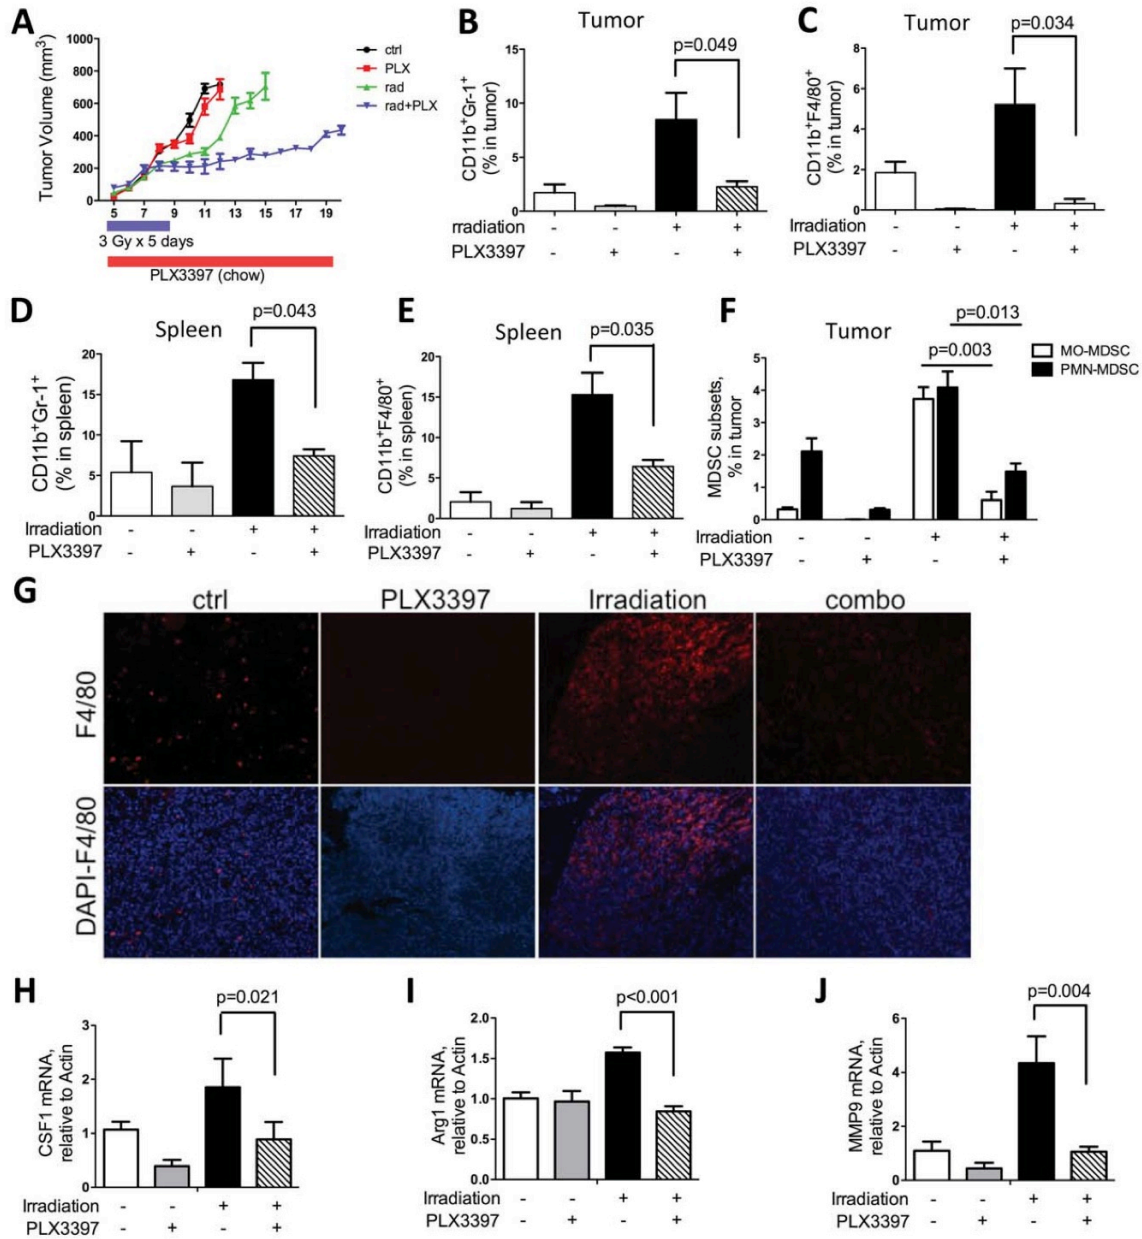 A
Tumor Volume (mm³)
1000
800
600
400
200
0
5 7 9 11 13 15 17 19
ctrl
PLX
rad
rad+PLX
3 Gy x 5 days
PLX3397 (chow)
B
Tumor
p=0.049
CD11b⁺Gr-1⁺
(% in tumor)
15
10
5
0
rradiation - - + +
PLX3397 - + - +
C
Tumor
p=0.034
CD11b⁺F4/80⁺
(% in tumor)
8
6
4
2
0
Irradiation - - + +
PLX3397 - + - +
D
Spleen
p=0.043
CD11b⁺Gr-1⁺
(% in spleen)
20
15
10
5
0
Irradiation - - + +
PLX3397 - + - +
E
Spleen
p=0.035
CD11b⁺F4/80⁺
(% in spleen)
20
15
10
5
0
Irradiation - - + +
PLX3397 - + - +
F
Tumor
p=0.013
p=0.003
MO-MDSC
PMN-MDSC
MDSC subsets,
% in tumor
5
4
3
2
1
0
Irradiation - - + +
PLX3397 - + - +
G
ctrl PLX3397 Irradiation combo
F4/80
DAPI-F4/80
H
p=0.021
CSF1 mRNA,
relative to Actin
3
2
1
0
Irradiation - - + +
PLX3397 - + - +
I
p<0.001
Arg1 mRNA,
relative to Actin
2.0
1.5
1.0
0.5
0
Irradiation - - + +
PLX3397 - + - +
J
p=0.004
MMP9 mRNA,
relative to Actin
6
4
2
0
Irradiation - - + +
PLX3397 - + - +